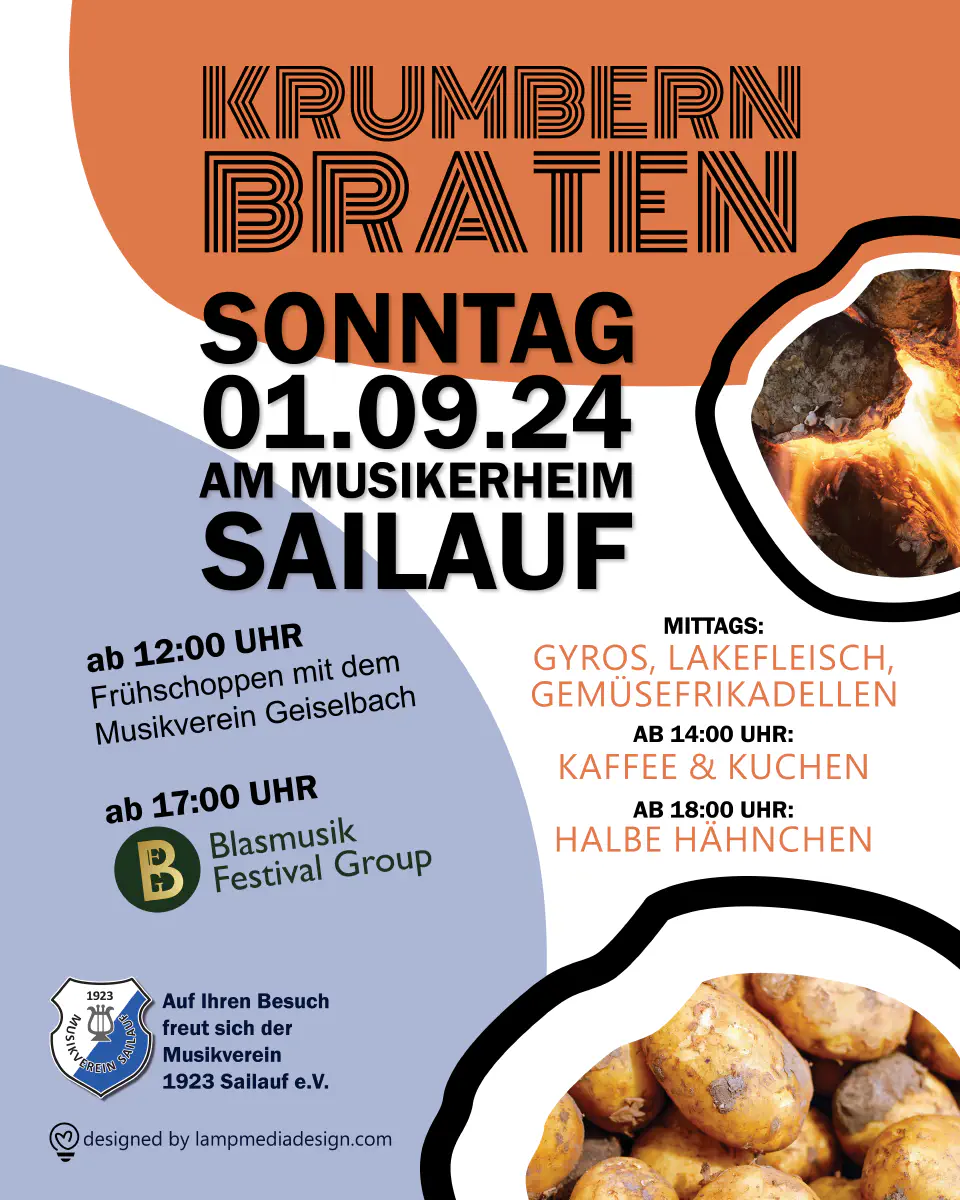 KRUMBERN
BRATEN
SONNTAG
01.09.24
AM MUSIKERHEIM
SAILAUF
ab 12:00 UHR
Frühschoppen mit dem
Musikverein Geiselbach
ab 17:00 UHR
B
Blasmusik
Festival Group
MITTAGS:
GYROS, LAKEFLEISCH,
GEMÜSEFRIKADELLEN
AB 14:00 UHR:
KAFFEE & KUCHEN
AB 18:00 UHR:
HALBE HÄHNCHEN
1923
MUSIKVEREIN SAILAUF
Auf Ihren Besuch
freut sich der
Musikverein
1923 Sailauf e.V.
designed by lampmediadesign.com